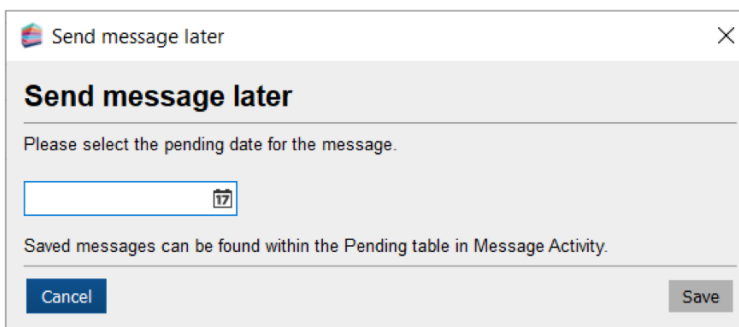 Send message later
Send message later
Please select the pending date for the message.
17
Saved messages can be found within the Pending table in Message Activity.
Cancel
Save